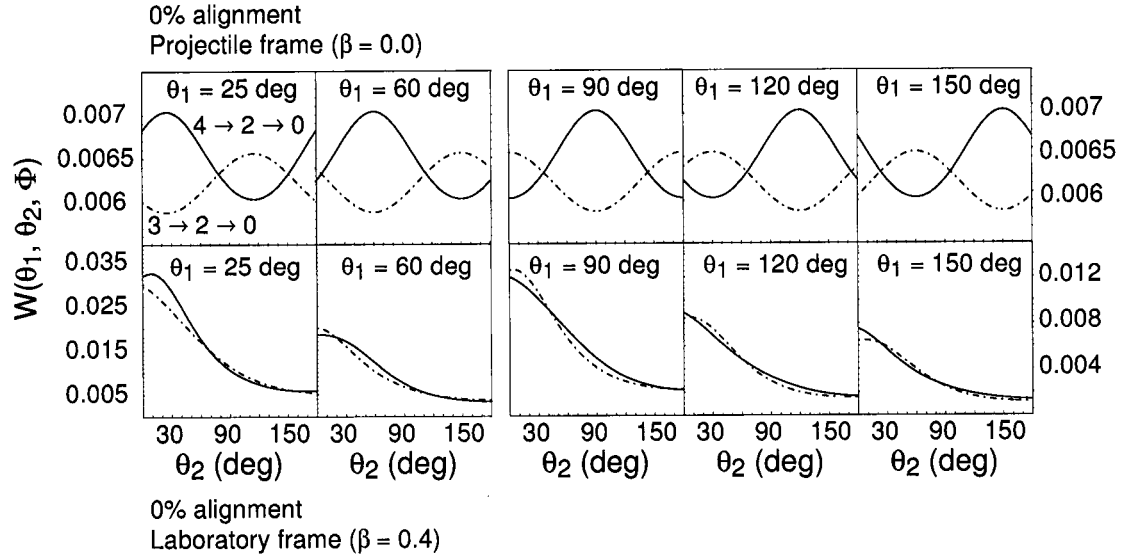 0% alignment
Projectile frame (β = 0.0)
θ1 = 25 deg
θ1 = 60 deg
θ1 = 90 deg
θ1 = 120 deg
θ1 = 150 deg
4 → 2 → 0
3 → 2 → 0
0.007
0.0065
0.006
0.007
0.0065
0.006
W(θ1, θ2, Φ)
θ1 = 25 deg
θ1 = 60 deg
θ1 = 90 deg
θ1 = 120 deg
θ1 = 150 deg
0.035
0.025
0.015
0.005
0.012
0.008
0.004
30 90 150 30 90 150 30 90 150 30 90 150 30 90 150
θ2 (deg) θ2 (deg) θ2 (deg) θ2 (deg) θ2 (deg)
0% alignment
Laboratory frame (β = 0.4)